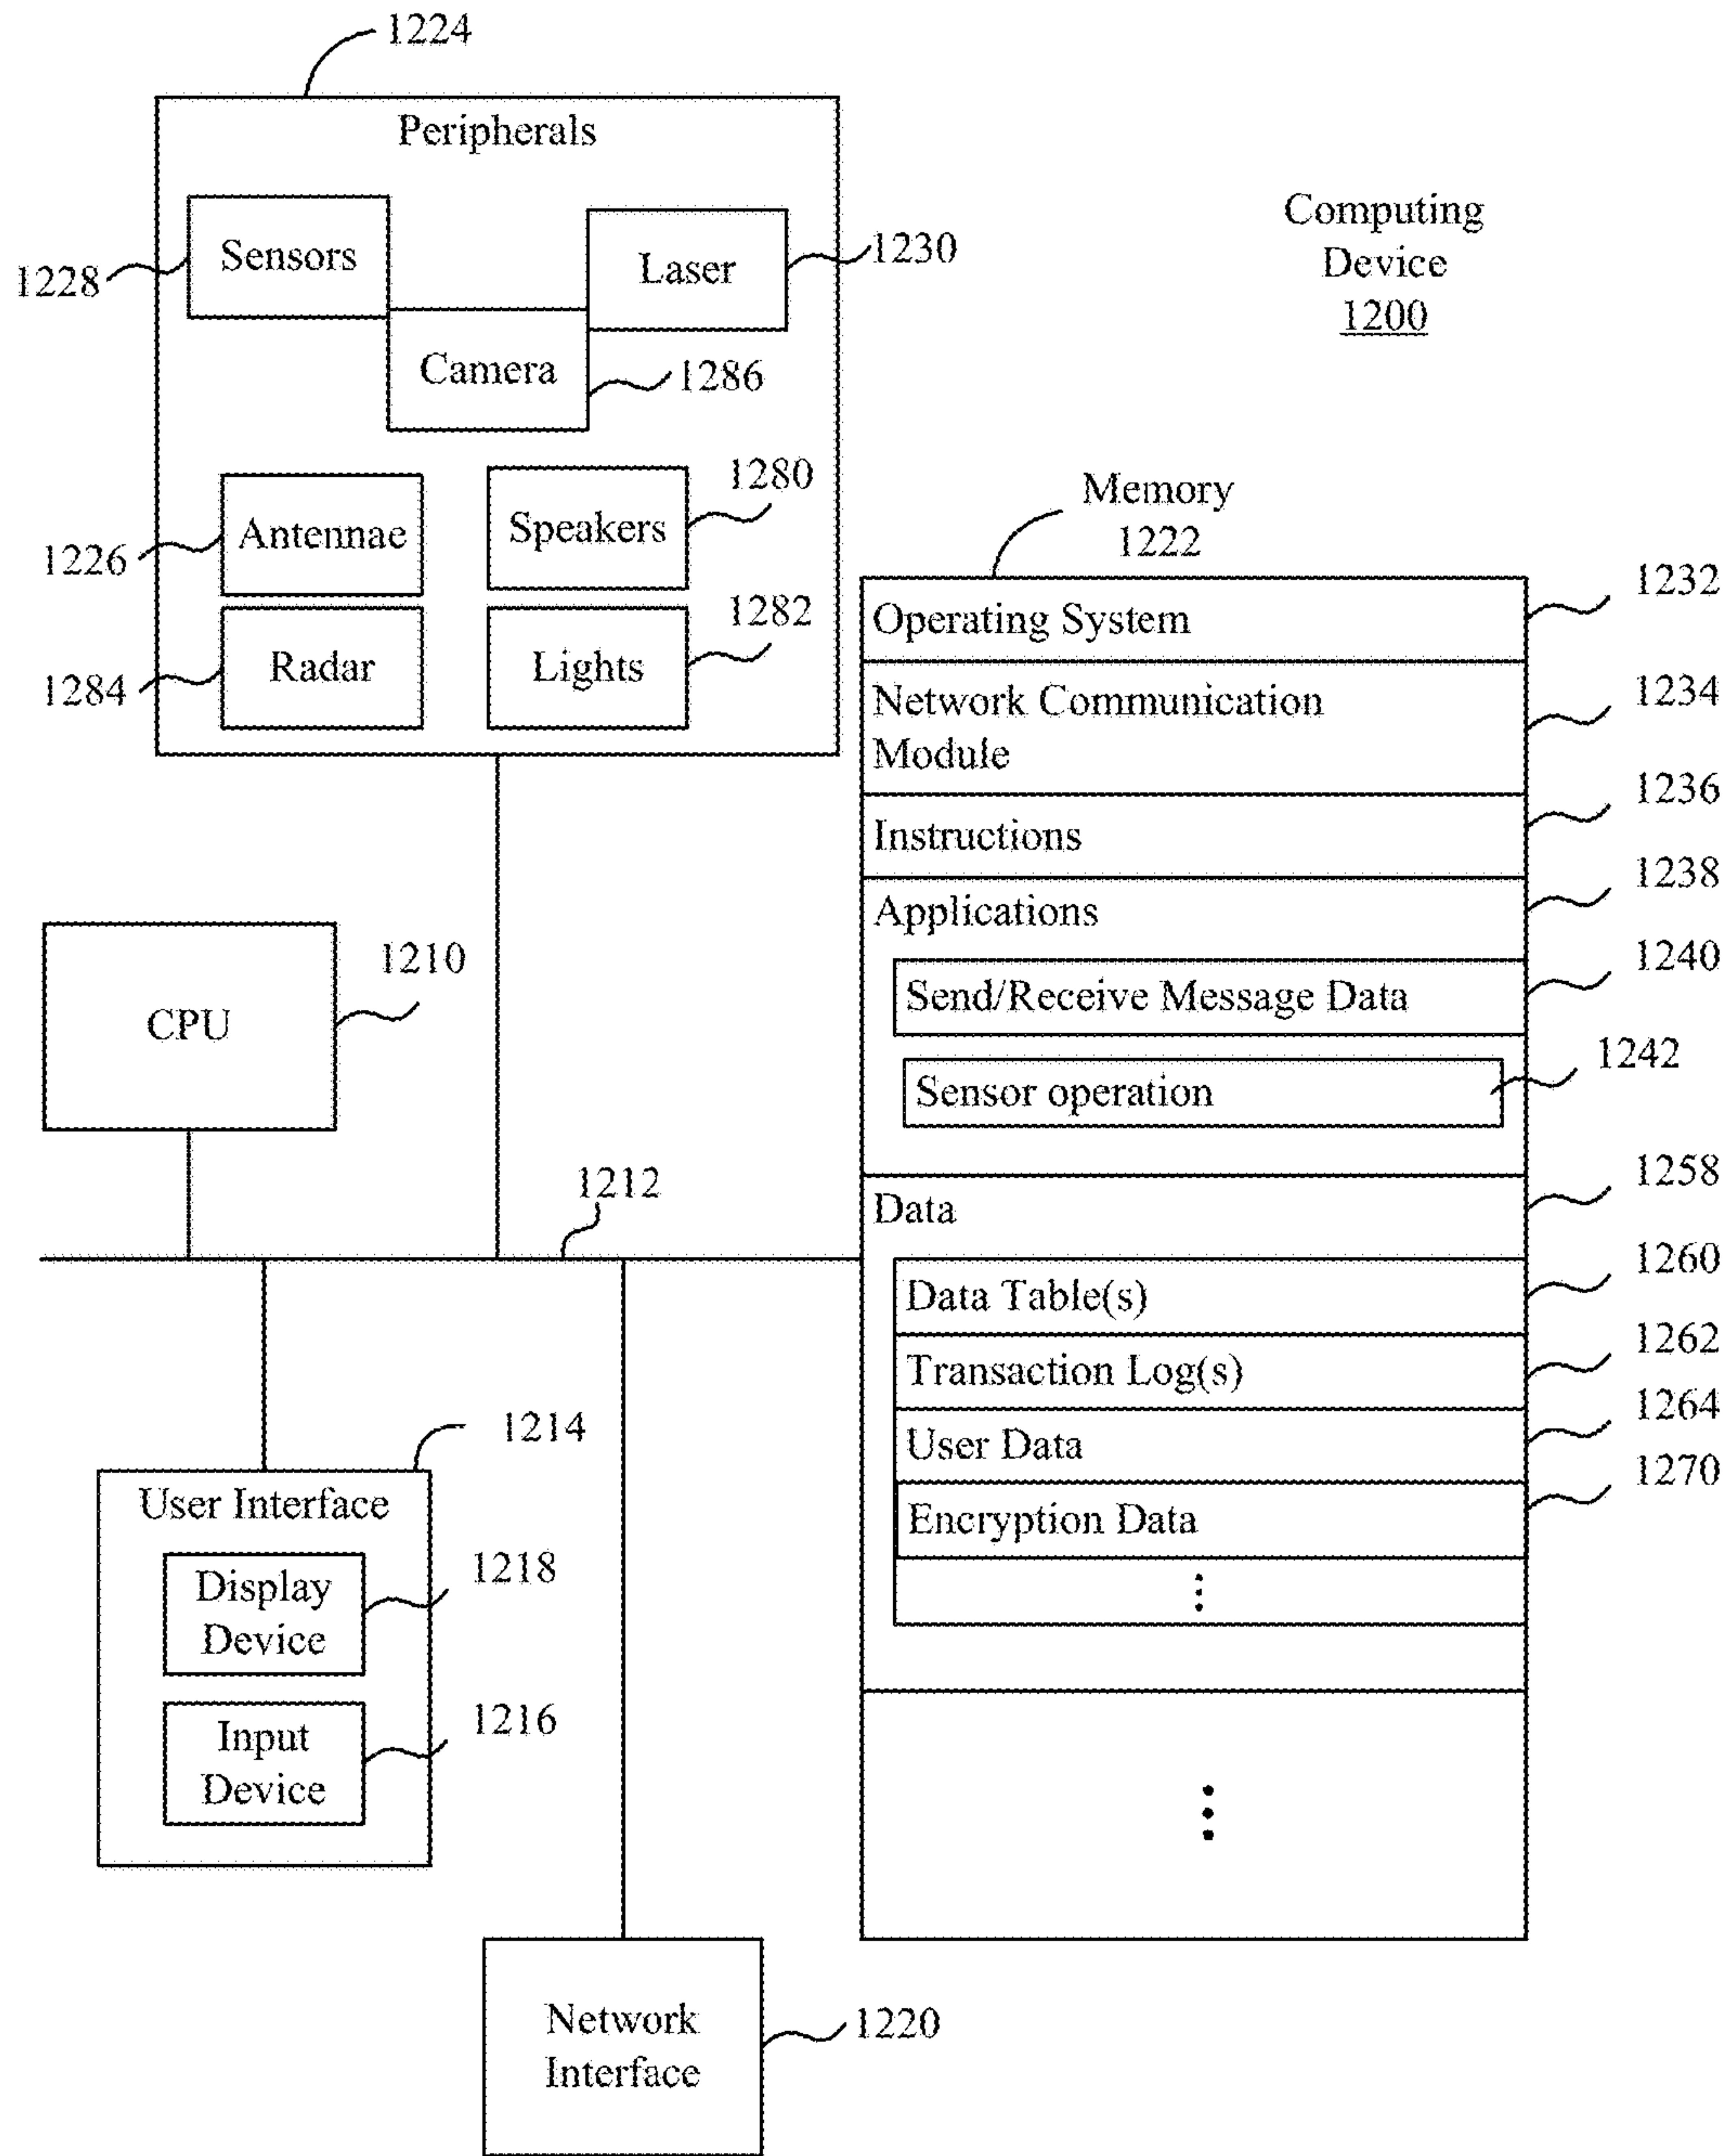 1224
Peripherals
Sensors
1228
Laser
1230
Camera
1286
Computing
Device
1200
Antennae
1226
Speakers
1280
Radar
1284
Lights
1282
Memory
1222
Operating System
1232
Network Communication
Module
1234
Instructions
1236
Applications
1238
Send/Receive Message Data
1240
Sensor operation
1242
CPU
1210
1212
Data
1258
Data Table(s)
1260
Transaction Log(s)
1262
User Data
1264
Encryption Data
1270
1214
User Interface
Display
Device
1218
Input
Device
1216
Network
Interface
1220